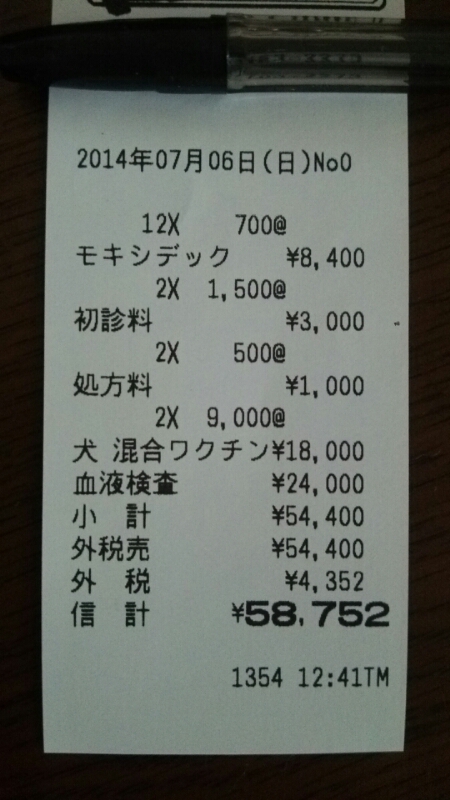 2014年07月06日(日)No0
12X 700@
モキシデック ¥8,400
2X 1,500@
初診料 ¥3,000
2X 500@
処方料 ¥1,000
2X 9,000@
犬 混合ワクチン¥18,000
血液検査 ¥24,000
小 計 ¥54,400
外税売 ¥54,400
外 税 ¥4,352
信 計 ¥58,752
1354 12:41TM